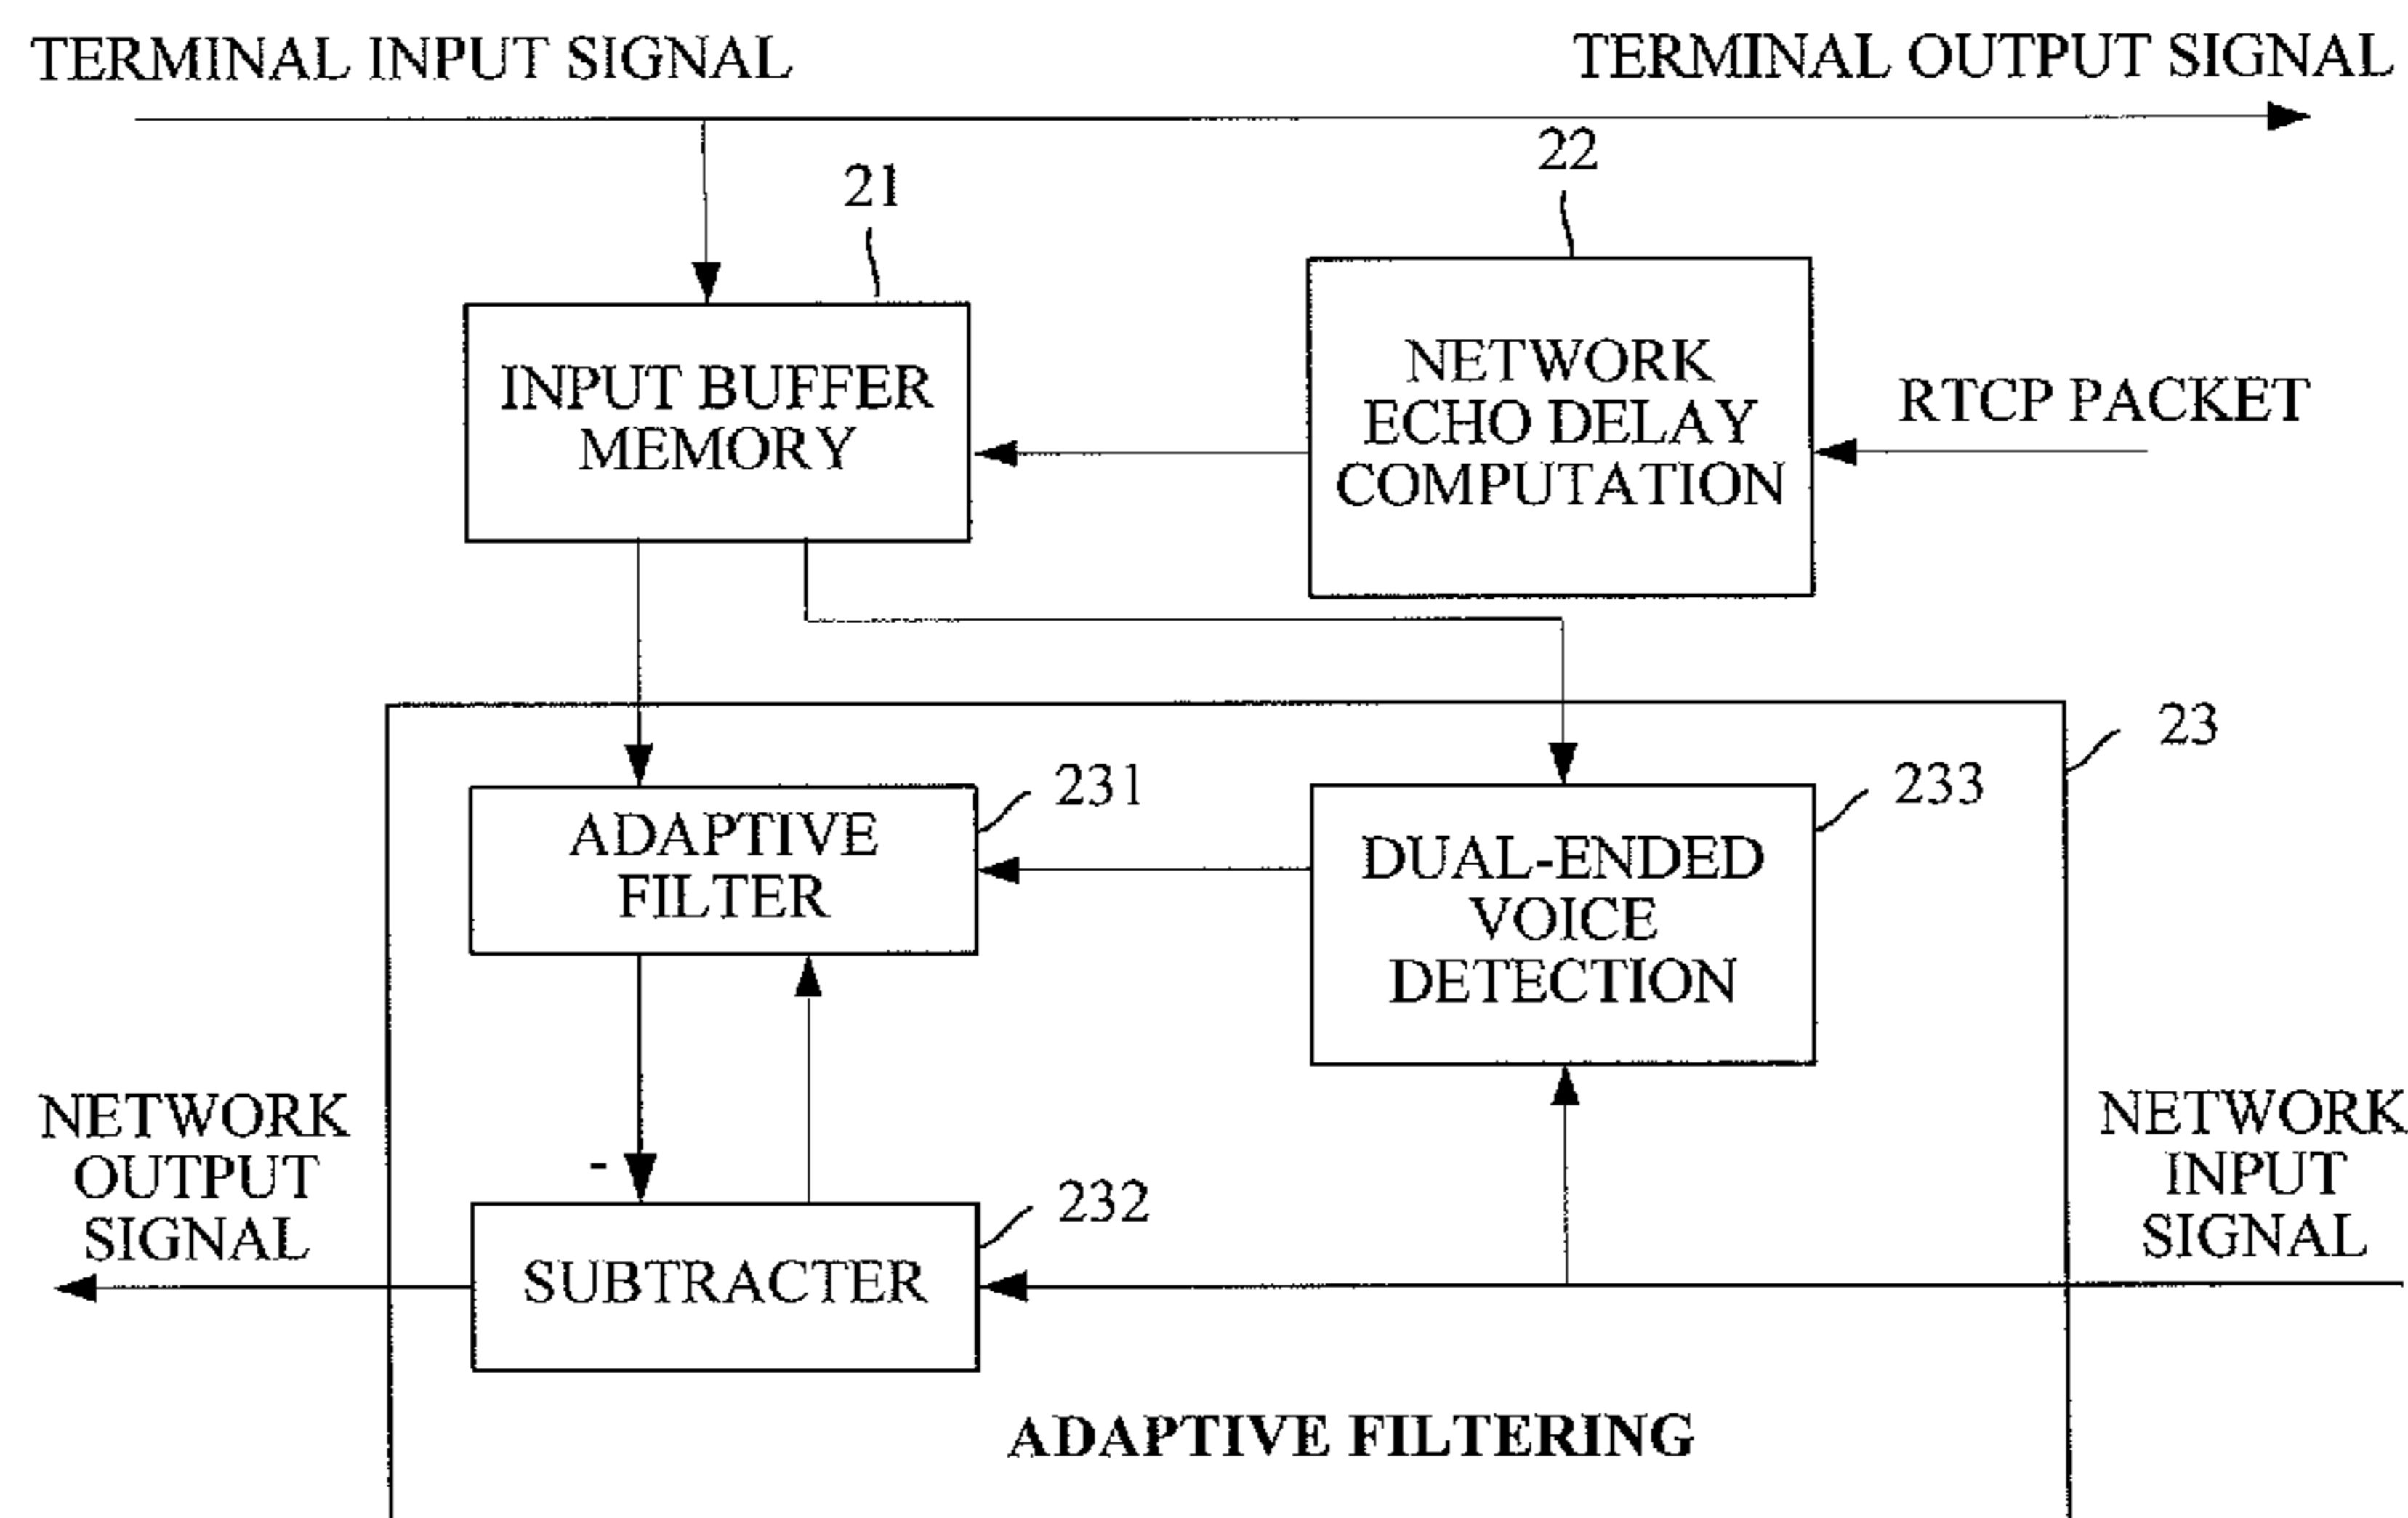 TERMINAL INPUT SIGNAL
TERMINAL OUTPUT SIGNAL
21
22
INPUT BUFFER
MEMORY
NETWORK
ECHO DELAY
COMPUTATION
RTCP PACKET
23
231
233
ADAPTIVE
FILTER
DUAL-ENDED
VOICE
DETECTION
NETWORK
OUTPUT
SIGNAL
-
232
SUBTRACTER
NETWORK
INPUT
SIGNAL
ADAPTIVE FILTERING